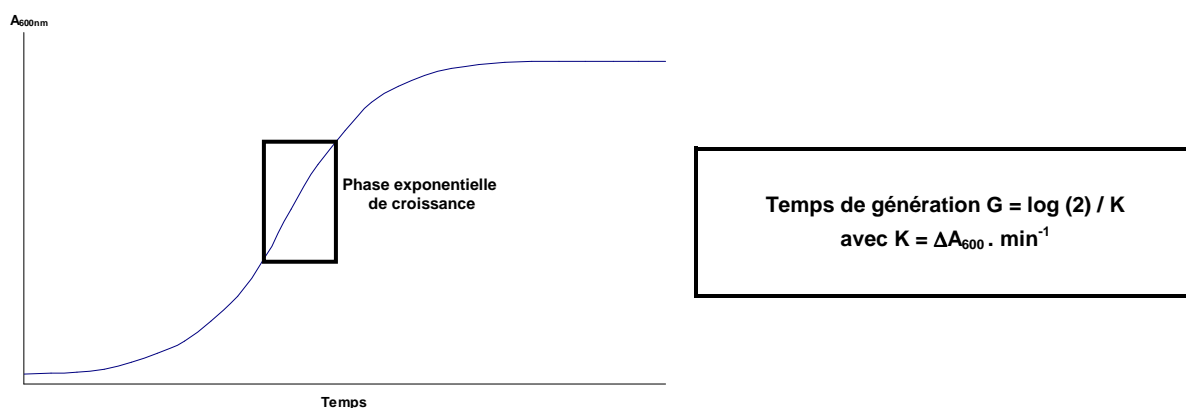 A600nm
Phase exponentielle
de croissance
Temps
Temps de génération G = log (2) / K
avec K = ΔA600 . min-1